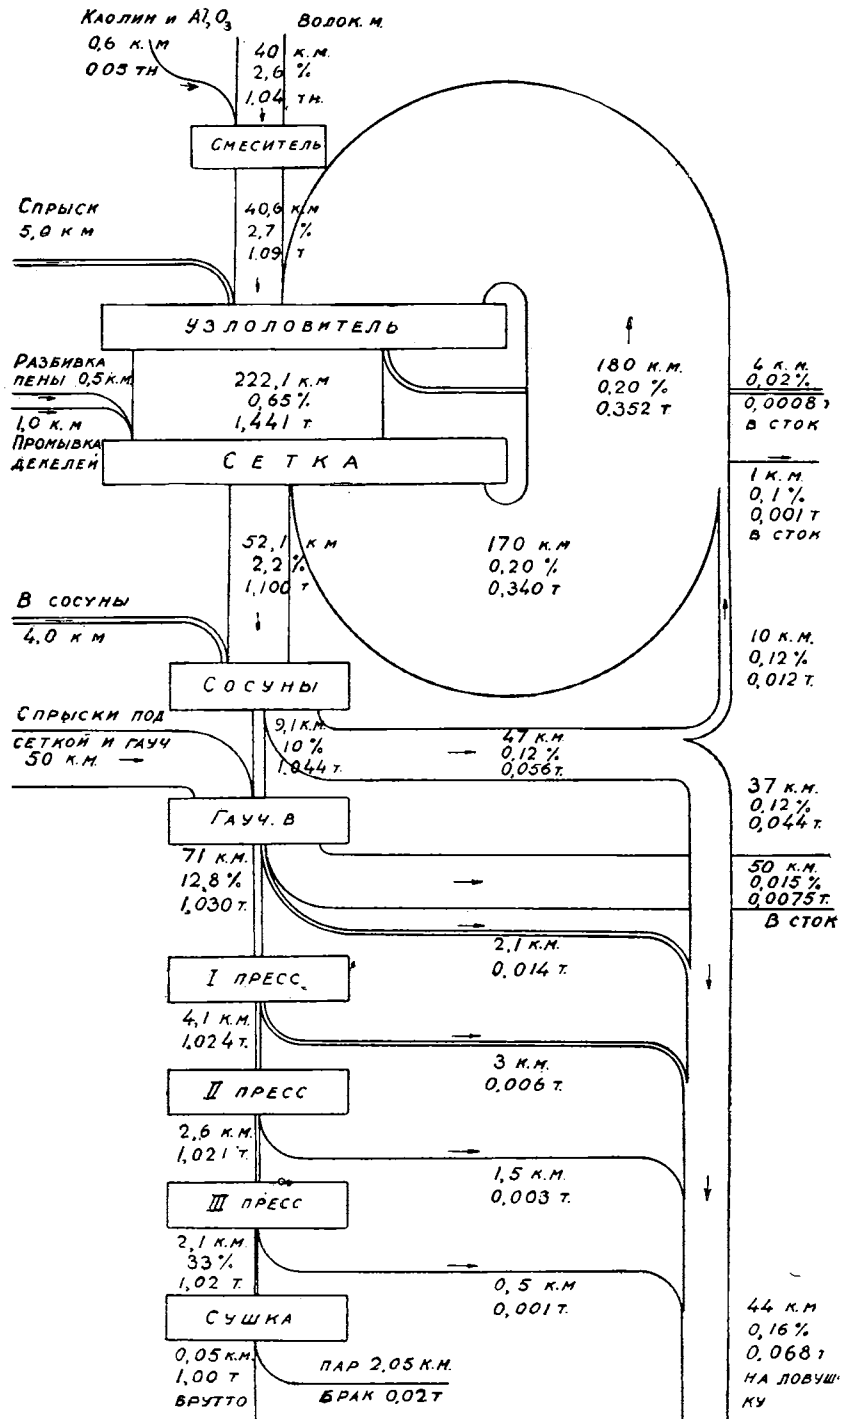 Каолин и Al₂O₃
0,6 к.м
0.05 тн
Волок. м.
40 к.м.
2,6 %
1.04 тн.
Смеситель
Спрыск
5,0 к м
40,6 к.м
2,7 %
1.09 т
Узлоловитель
Разбивка
пены 0,5 к.м.
1,0 к.м
Промывка
декелей
222,1 к.м
0,65 %
1,441 т.
180 к.м.
0,20 %
0.352 т.
4 к.м.
0,02 %
0,0008 т
в сток
Сетка
1 к.м.
0,1 %
0,001 т
в сток
52,1 к м
2,2 %
1,100 т
170 к.м
0,20 %
0,340 т.
В сосуны
4,0 к м
10 к.м.
0,12 %
0,012 т.
Сосуны
Спрыски под
сеткой и гауч
50 к.м.
9,1 к.м.
10 %
1.044 т.
47 к.м.
0,12 %
0,056 т.
37 к.м.
0,12 %
0,044 т.
Гауч. в
71 к.м.
12,8 %
1,030 т.
50 к.м.
0,015 %
0,0075 т.
в сток
2,1 к.м.
0,014 т.
I пресс.
4,1 к.м.
1.024 т.
3 к.м.
0,006 т.
II пресс
2,6 к.м.
1,021 т.
1,5 к.м.
0,003 т.
III пресс
2,1 к.м.
33 %
1,02 т.
0,5 к.м
0,001 т.
Сушка
44 к.м
0,16 %
0,068 т
на ловуш-
ку
0,05 к.м.
1,00 т
брутто
пар 2,05 к.м.
брак 0,02 т